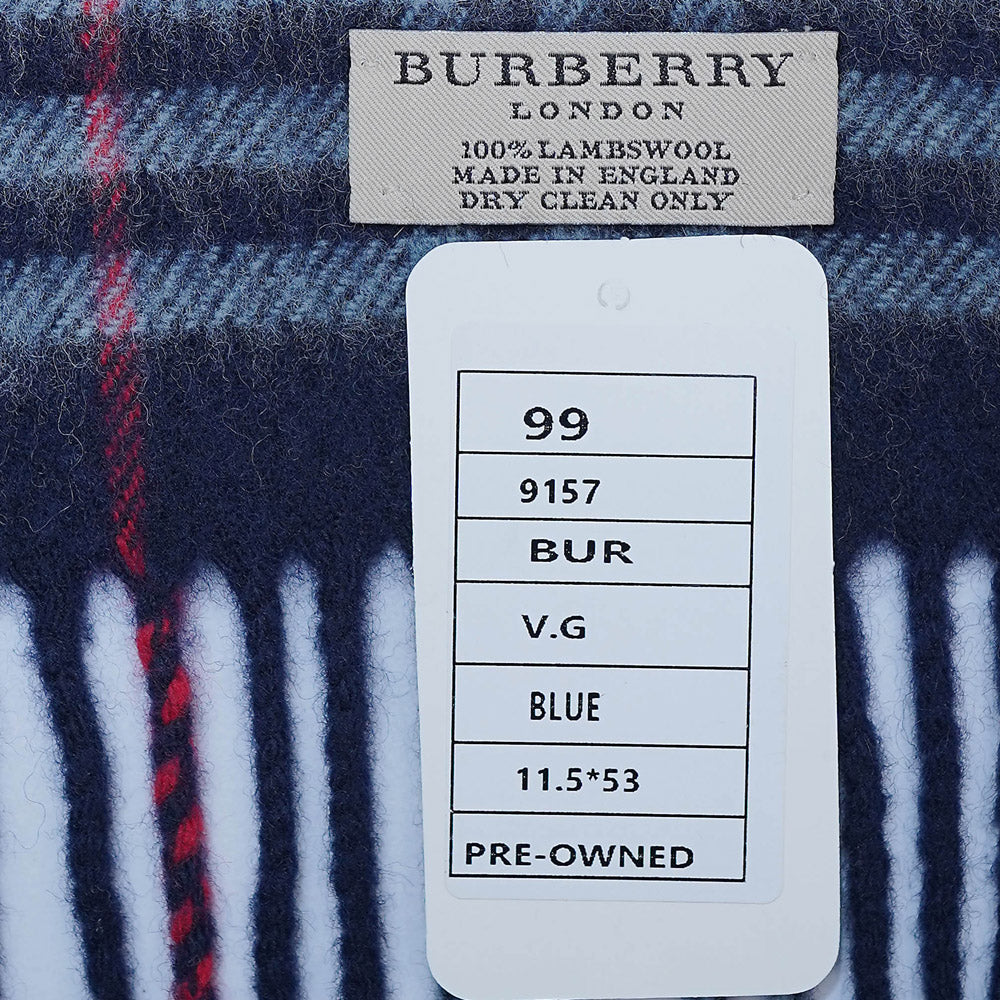 BURBERRY
LONDON
100% LAMBSWOOL
MADE IN ENGLAND
DRY CLEAN ONLY
99
9157
BUR
V.G
BLUE
11.5*53
PRE-OWNED